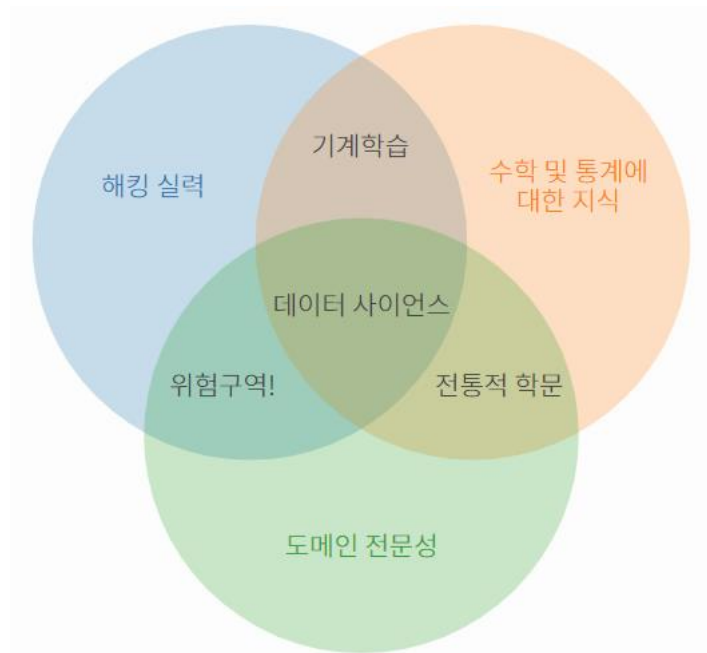 기계학습
해킹 실력
수학 및 통계에
대한 지식
데이터 사이언스
위험구역!
전통적 학문
도메인 전문성